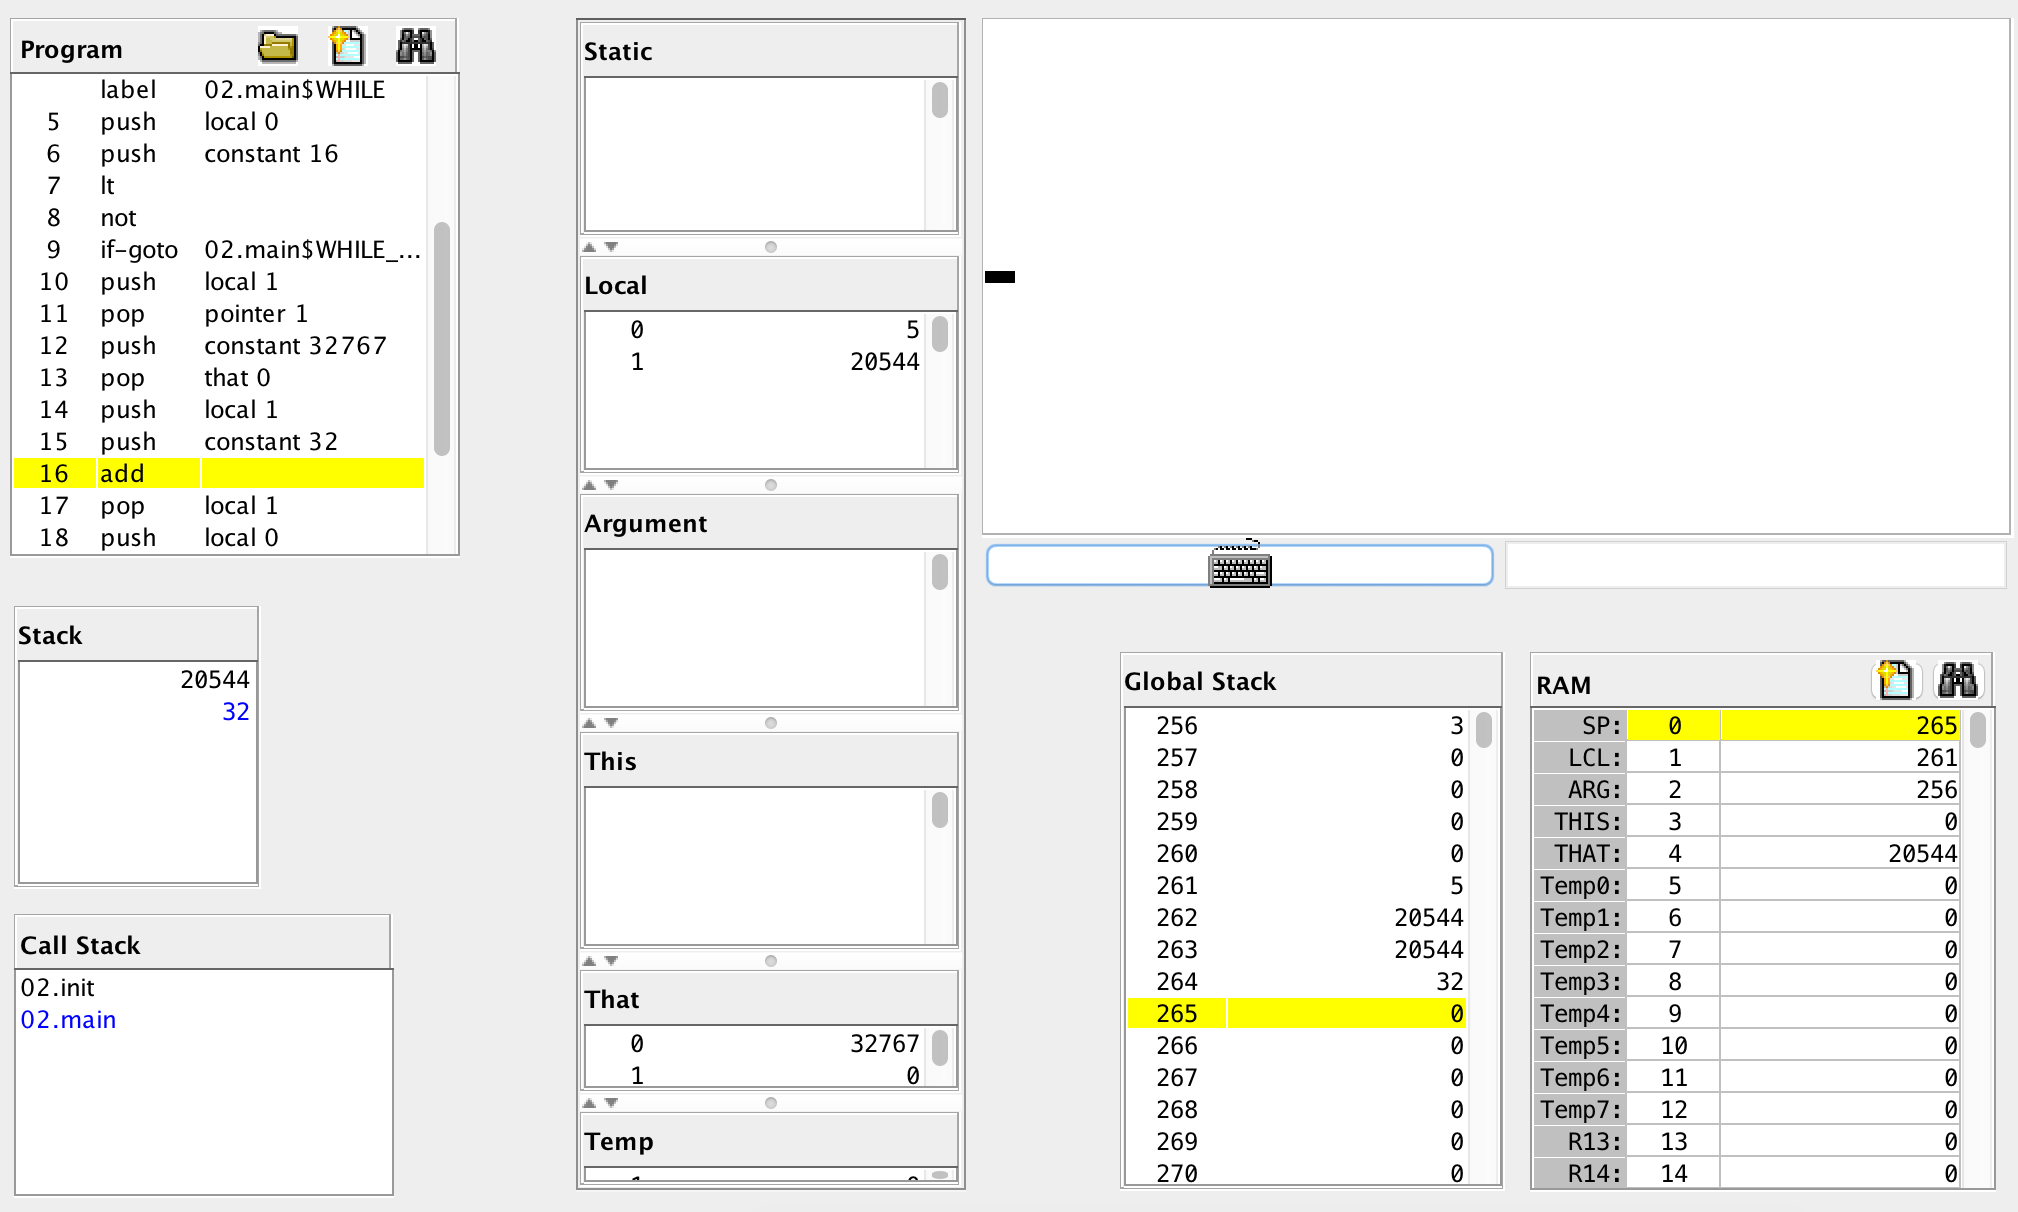 Program
label 02.main$WHILE
5 push local 0
6 push constant 16
7 lt
8 not
9 if-goto 02.main$WHILE_...
10 push local 1
11 pop pointer 1
12 push constant 32767
13 pop that 0
14 push local 1
15 push constant 32
16 add
17 pop local 1
18 push local 0
Stack
20544
32
Call Stack
02.init
02.main
Static
Local
0 5
1 20544
Argument
This
That
0 32767
1 0
Temp
Global Stack
256 3
257 0
258 0
259 0
260 0
261 5
262 20544
263 20544
264 32
265 0
266 0
267 0
268 0
269 0
270 0
RAM
SP: 0 265
LCL: 1 261
ARG: 2 256
THIS: 3 0
THAT: 4 20544
Temp0: 5 0
Temp1: 6 0
Temp2: 7 0
Temp3: 8 0
Temp4: 9 0
Temp5: 10 0
Temp6: 11 0
Temp7: 12 0
R13: 13 0
R14: 14 0